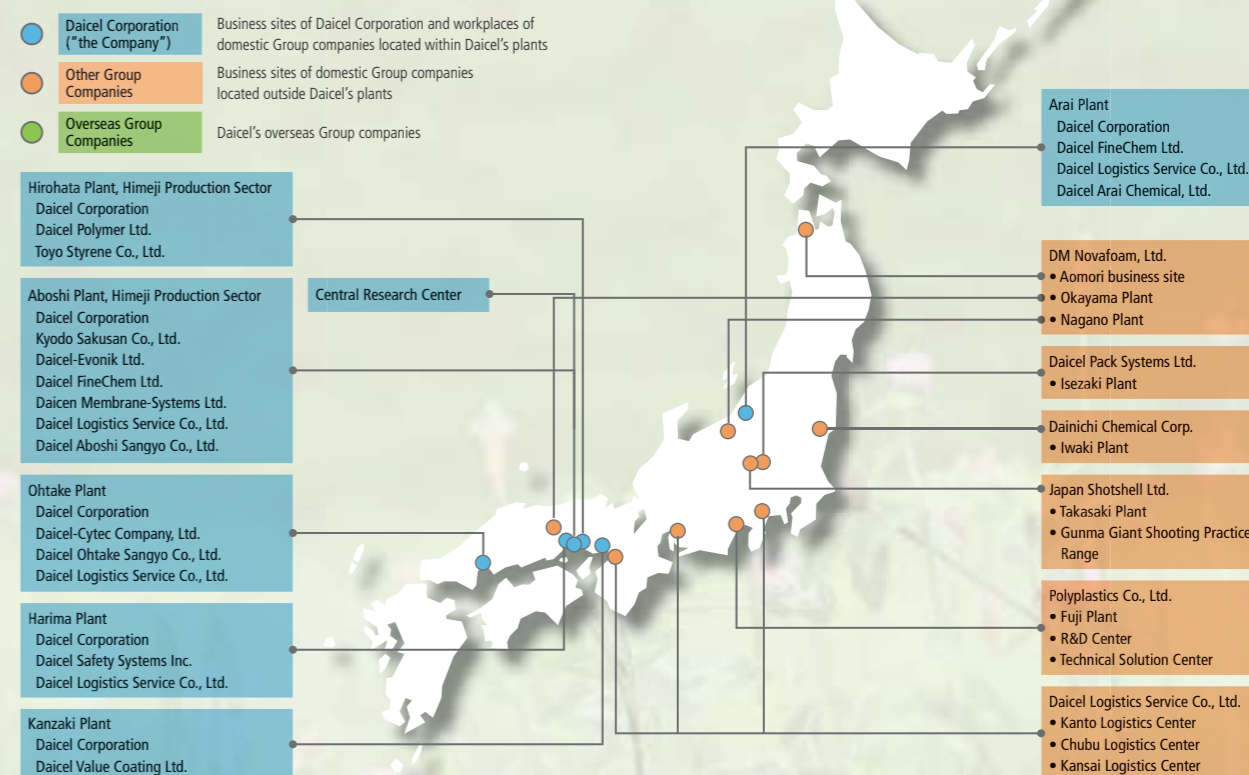 Daicel Corporation
("the Company")
Business sites of Daicel Corporation and workplaces of
domestic Group companies located within Daicel's plants
Other Group
Companies
Business sites of domestic Group companies
located outside Daicel's plants
Overseas Group
Companies
Daicel's overseas Group companies
Hirohata Plant, Himeji Production Sector
Daicel Corporation
Daicel Polymer Ltd.
Toyo Styrene Co., Ltd.
Aboshi Plant, Himeji Production Sector
Daicel Corporation
Kyodo Sakusan Co., Ltd.
Daicel-Evonik Ltd.
Daicel FineChem Ltd.
Daicen Membrane-Systems Ltd.
Daicel Logistics Service Co., Ltd.
Daicel Aboshi Sangyo Co., Ltd.
Central Research Center
Ohtake Plant
Daicel Corporation
Daicel-Cytec Company, Ltd.
Daicel Ohtake Sangyo Co., Ltd.
Daicel Logistics Service Co., Ltd.
Harima Plant
Daicel Corporation
Daicel Safety Systems Inc.
Daicel Logistics Service Co., Ltd.
Kanzaki Plant
Daicel Corporation
Daicel Value Coating Ltd.
Arai Plant
Daicel Corporation
Daicel FineChem Ltd.
Daicel Logistics Service Co., Ltd.
Daicel Arai Chemical, Ltd.
DM Novafoam, Ltd.
• Aomori business site
• Okayama Plant
• Nagano Plant
Daicel Pack Systems Ltd.
• Isezaki Plant
Dainichi Chemical Corp.
• Iwaki Plant
Japan Shotshell Ltd.
• Takasaki Plant
• Gunma Giant Shooting Practice
Range
Polyplastics Co., Ltd.
• Fuji Plant
• R&D Center
• Technical Solution Center
Daicel Logistics Service Co., Ltd.
• Kanto Logistics Center
• Chubu Logistics Center
• Kansai Logistics Center